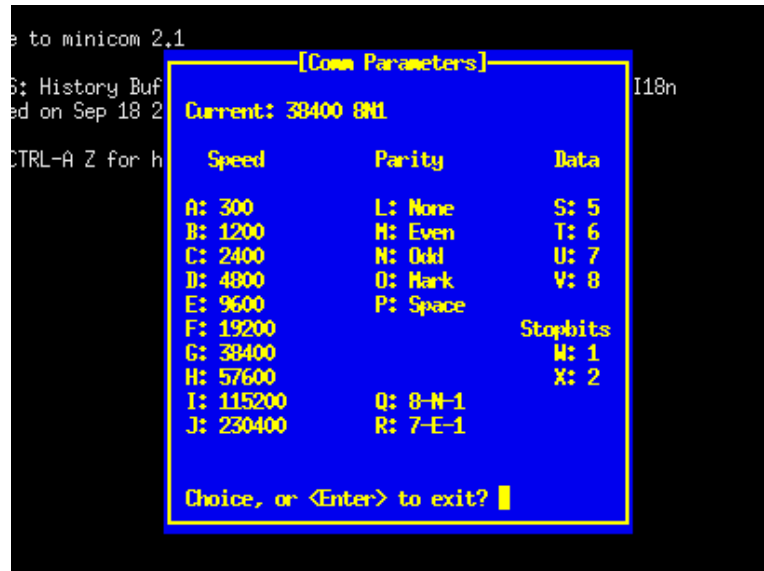 e to minicom 2.1
[Comm Parameters]
S: History Buf I18n
ed on Sep 18 2 Current: 38400 8N1
CTRL-A Z for h Speed Parity Data
A: 300 L: None S: 5
B: 1200 M: Even T: 6
C: 2400 N: Odd U: 7
D: 4800 O: Mark V: 8
E: 9600 P: Space
F: 19200 Stopbits
G: 38400 W: 1
H: 57600 X: 2
I: 115200 Q: 8-N-1
J: 230400 R: 7-E-1
Choice, or <Enter> to exit?